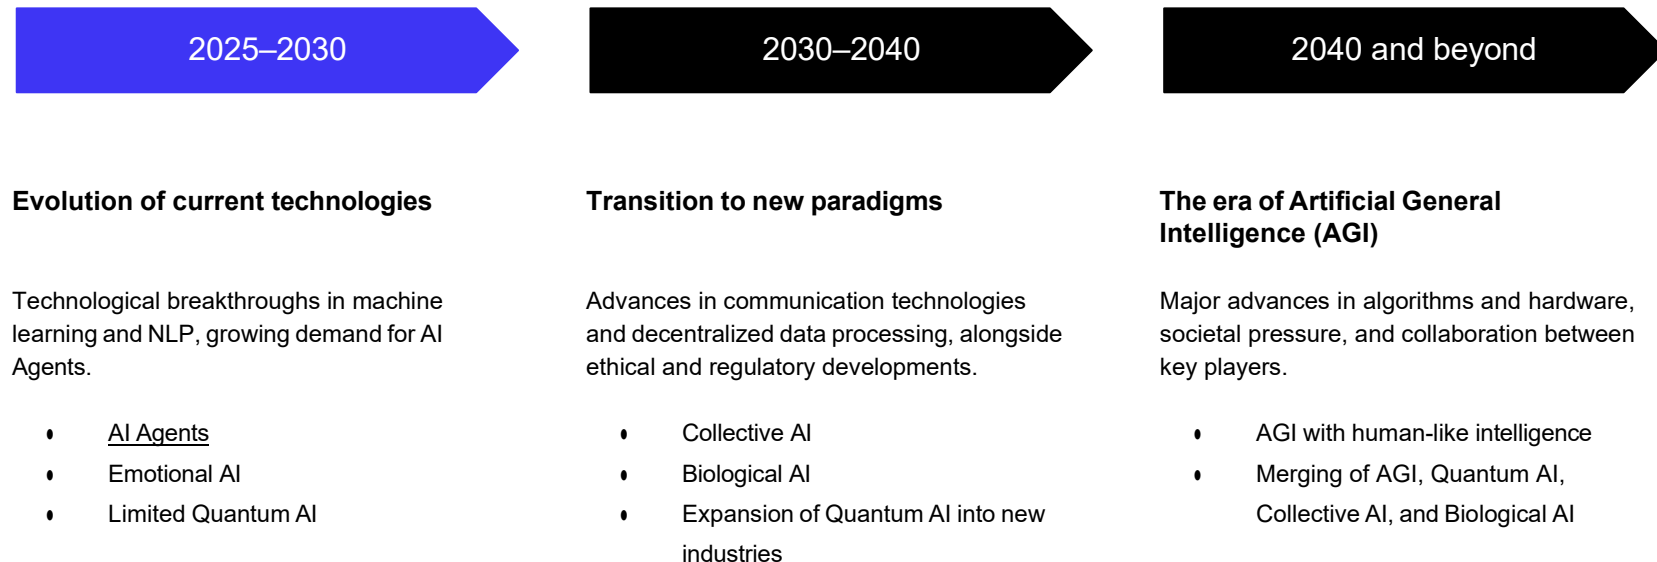 2025–2030
2030–2040
2040 and beyond
Evolution of current technologies
Technological breakthroughs in machine
learning and NLP, growing demand for AI
Agents.
• AI Agents
• Emotional AI
• Limited Quantum AI
Transition to new paradigms
Advances in communication technologies
and decentralized data processing, alongside
ethical and regulatory developments.
• Collective AI
• Biological AI
• Expansion of Quantum AI into new
industries
The era of Artificial General
Intelligence (AGI)
Major advances in algorithms and hardware,
societal pressure, and collaboration between
key players.
• AGI with human-like intelligence
• Merging of AGI, Quantum AI,
Collective AI, and Biological AI